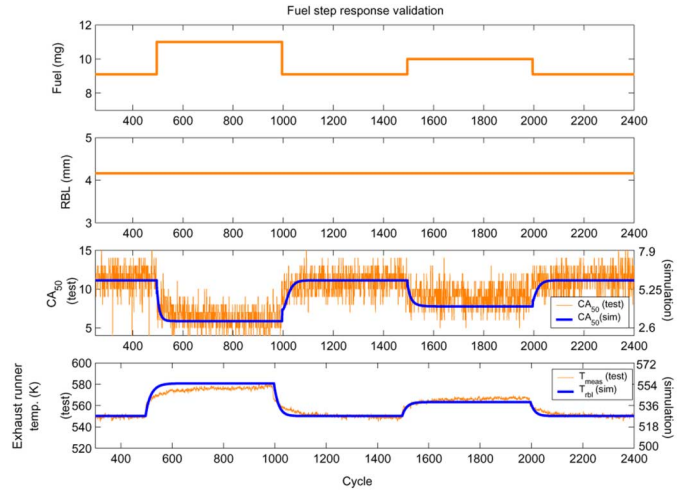 Fuel step response validation
Fuel (mg)
12
10
8
400 600 800 1000 1200 1400 1600 1800 2000 2200 2400
RBL (mm)
5
4
3
400 600 800 1000 1200 1400 1600 1800 2000 2200 2400
CA50
(test)
15
10
5
7.9
5.25
2.6
(simulation)
CA50 (test)
CA50(sim)
400 600 800 1000 1200 1400 1600 1800 2000 2200 2400
Exhaust runner
temp. (K)
(test)
600
580
560
540
520
572
554
536
518
500
(simulation)
Tmeas (test)
Trbl(sim)
400 600 800 1000 1200 1400 1600 1800 2000 2200 2400
Cycle